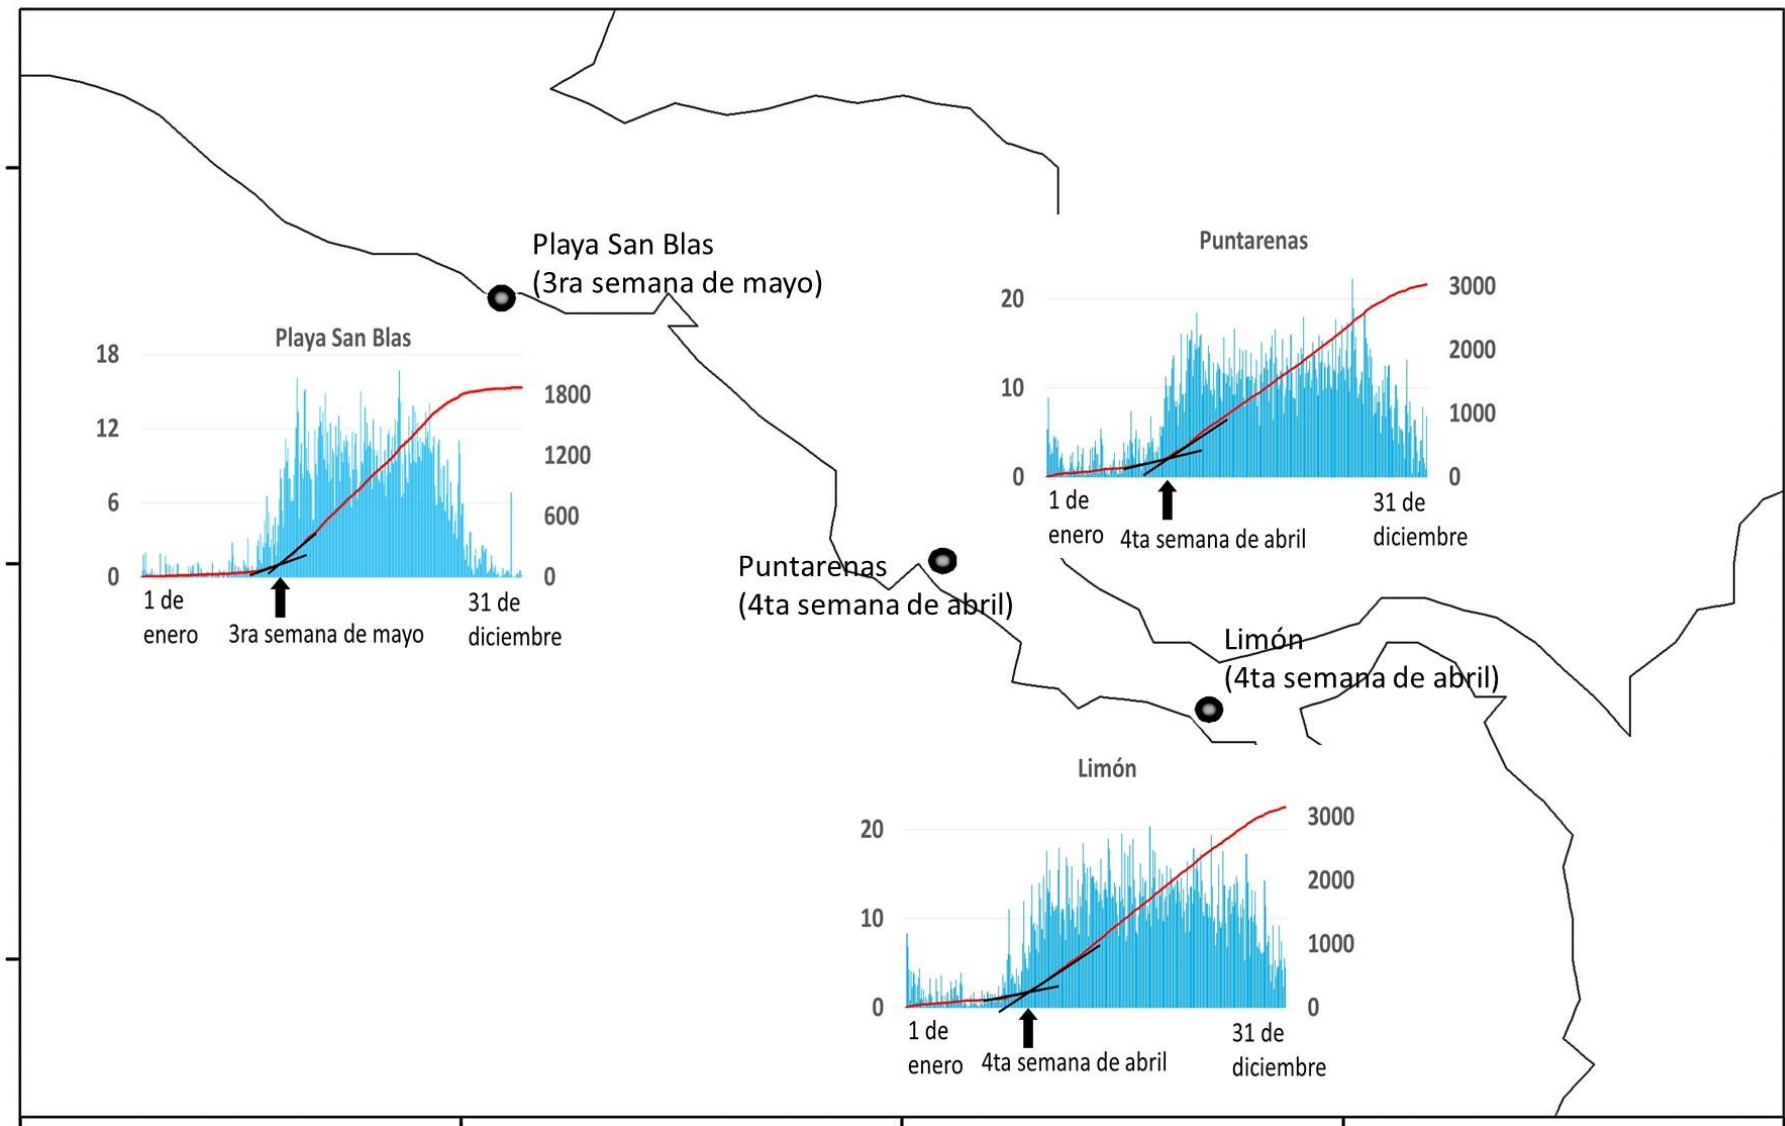 Playa San Blas
(3ra semana de mayo)
Playa San Blas
18
12
6
0
1800
1200
600
0
1 de
enero
3ra semana de mayo
31 de
diciembre
Puntarenas
20
10
0
3000
2000
1000
0
1 de
enero
4ta semana de abril
31 de
diciembre
Puntarenas
(4ta semana de abril)
Limón
(4ta semana de abril)
Limón
20
10
0
3000
2000
1000
0
1 de
enero
4ta semana de abril
31 de
diciembre